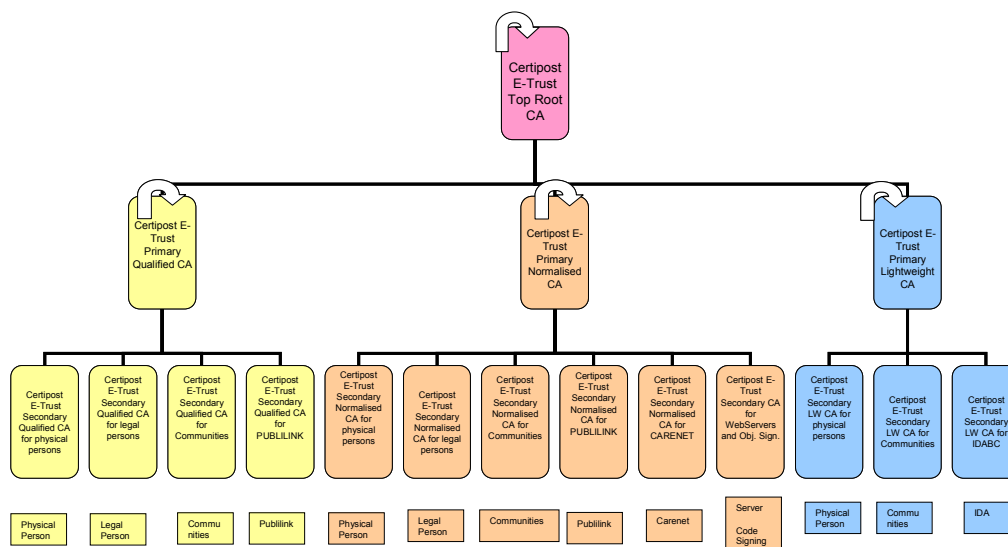 Certipost
E-Trust
Top Root
CA
Certipost E-
Trust
Primary
Qualified CA
Certipost E-
Trust
Primary
Normalised
CA
Certipost E-
Trust
Primary
Lightweight
CA
Certipost
E-Trust
Secondary
Qualified CA
for physical
persons
Certipost
E-Trust
Secondary
Qualified CA
for legal
persons
Certipost
E-Trust
Secondary
Qualified CA
for
Communities
Certipost
E-Trust
Secondary
Qualified CA
for
PUBLILINK
Certipost
E-Trust
Secondary
Normalised
CA for
physical
persons
Certipost
E-Trust
Secondary
Normalised
CA for legal
persons
Certipost
E-Trust
Secondary
Normalised
CA for
Communities
Certipost
E-Trust
Secondary
Normalised
CA for
PUBLILINK
Certipost
E-Trust
Secondary
Normalised
CA for
CARENET
Certipost E-
Trust
Secondary CA
for
WebServers
and Obj. Sign.
Certipost
E-Trust
Secondary
LW CA for
physical
persons
Certipost
E-Trust
Secondary
LW CA for
Communities
Certipost
E-Trust
Secondary
LW CA for
IDABC
Physical
Person
Legal
Person
Commu
nities
Publilink
Physical
Person
Legal
Person
Communities
Publilink
Carenet
Server
Code
Signing
Physical
Person
Commu
nities
IDA